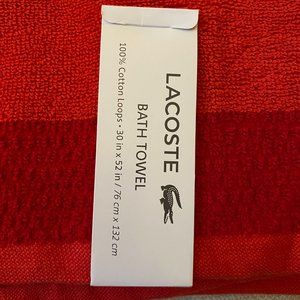 LACOSTE
BATH TOWEL
100% Cotton Loops • 30 in x 52 in / 76 cm x 132 cm